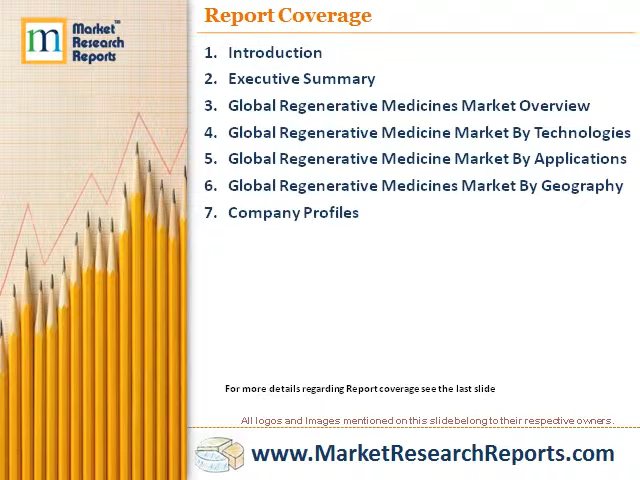 Market™
Research
Reports
m
Report Coverage
1. Introduction
2. Executive Summary
3. Global Regenerative Medicines Market Overview
4. Global Regenerative Medicine Market By Technologies
5. Global Regenerative Medicine Market By Applications
6. Global Regenerative Medicines Market By Geography
7. Company Profiles
For more details regarding Report coverage see the last slide
All logos and Images mentioned on this slide belong to their respective owners.
www.MarketResearchReports.com